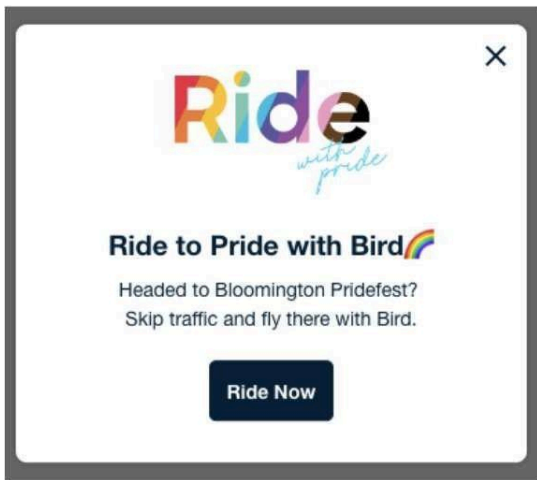 Ride
with
pride
Ride to Pride with Bird🌈
Headed to Bloomington Pridefest?
Skip traffic and fly there with Bird.
Ride Now